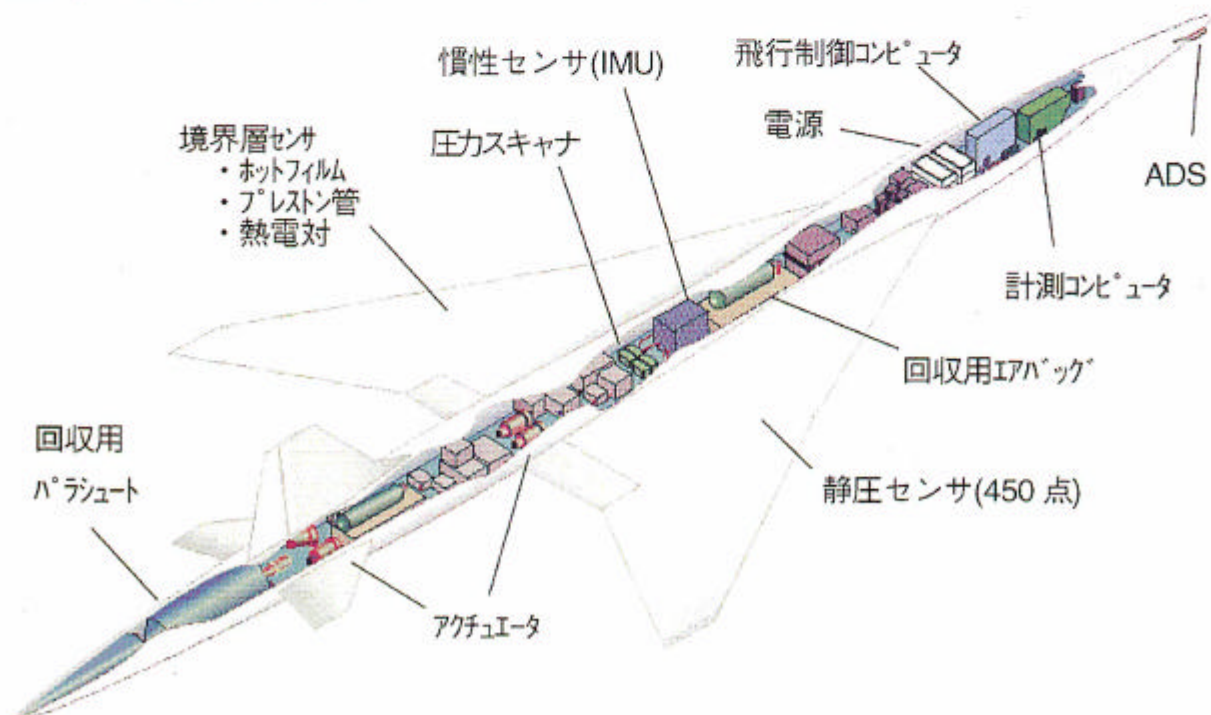 慣性センサ(IMU)
飛行制御コンピュータ
電源
圧力スキャナ
境界層センサ
・ホットフィルム
・プレストン管
・熱電対
ADS
計測コンピュータ
回収用エアバッグ
静圧センサ(450 点)
回収用
パラシュート
アクチュエータ